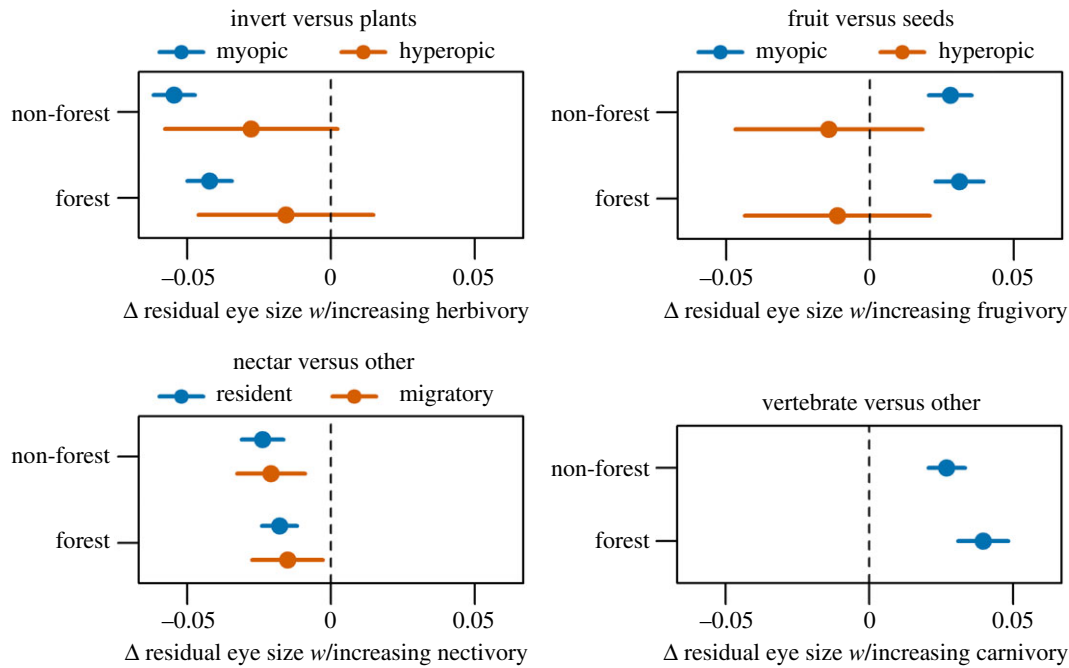 invert versus plants
myopic hyperopic
non-forest
forest
–0.05 0 0.05
Δ residual eye size w/increasing herbivory
fruit versus seeds
myopic hyperopic
non-forest
forest
–0.05 0 0.05
Δ residual eye size w/increasing frugivory
nectar versus other
resident migratory
non-forest
forest
–0.05 0 0.05
Δ residual eye size w/increasing nectivory
vertebrate versus other
non-forest
forest
–0.05 0 0.05
Δ residual eye size w/increasing carnivory